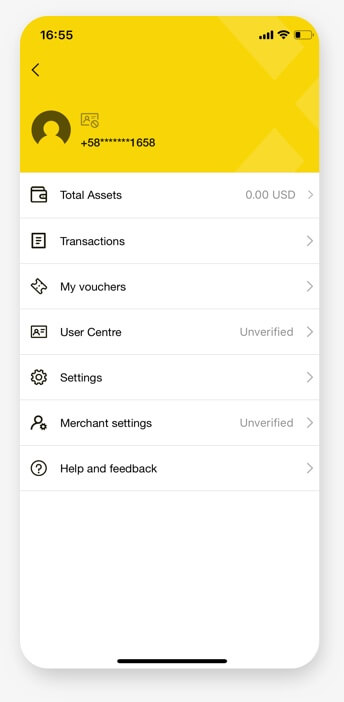 16:55
+58*******1658
Total Assets 0.00 USD
Transactions
My vouchers
User Centre Unverified
Settings
Merchant settings Unverified
Help and feedback